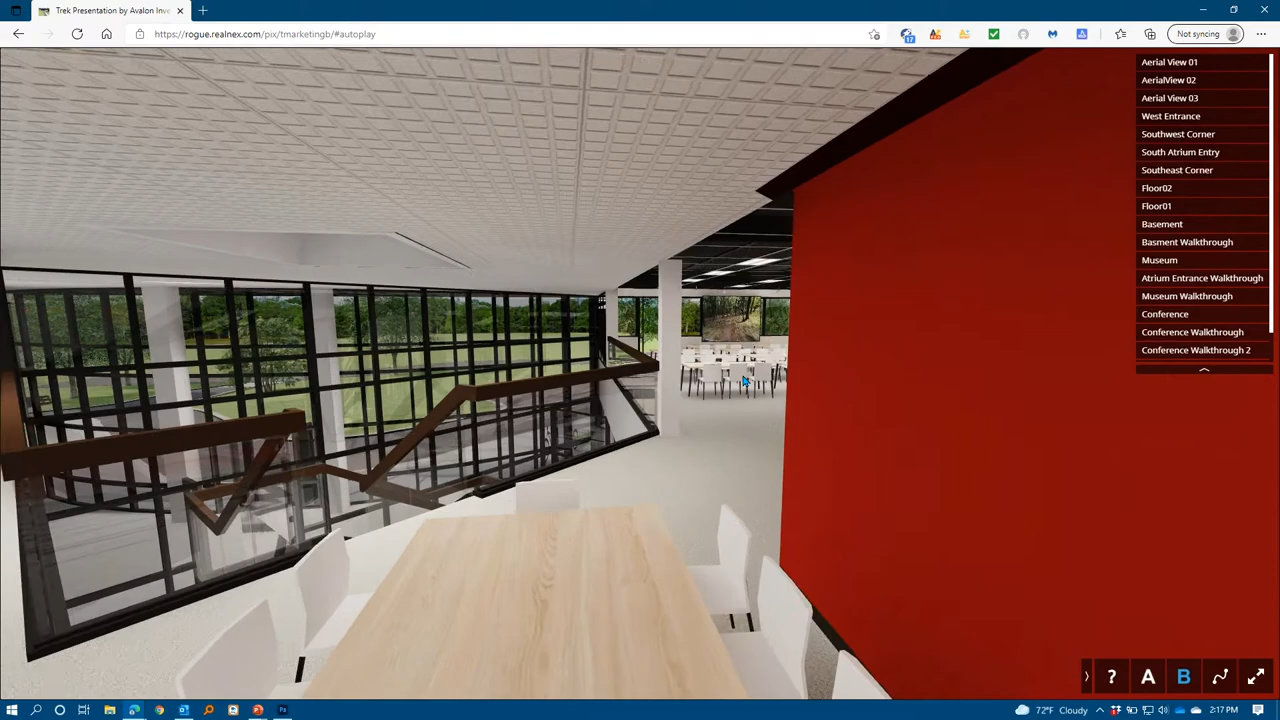 Trek Presentation by Avalon Inve
https://rogue.realnex.com/pix/tmarketingb/#autoplay
17
Not syncing
Aerial View 01
AerialView 02
Aerial View 03
West Entrance
Southwest Corner
South Atrium Entry
Southeast Corner
Floor02
Floor01
Basement
Basment Walkthrough
Museum
Atrium Entrance Walkthrough
Museum Walkthrough
Conference
Conference Walkthrough
Conference Walkthrough 2
? A B
72°F Cloudy 2:17 PM